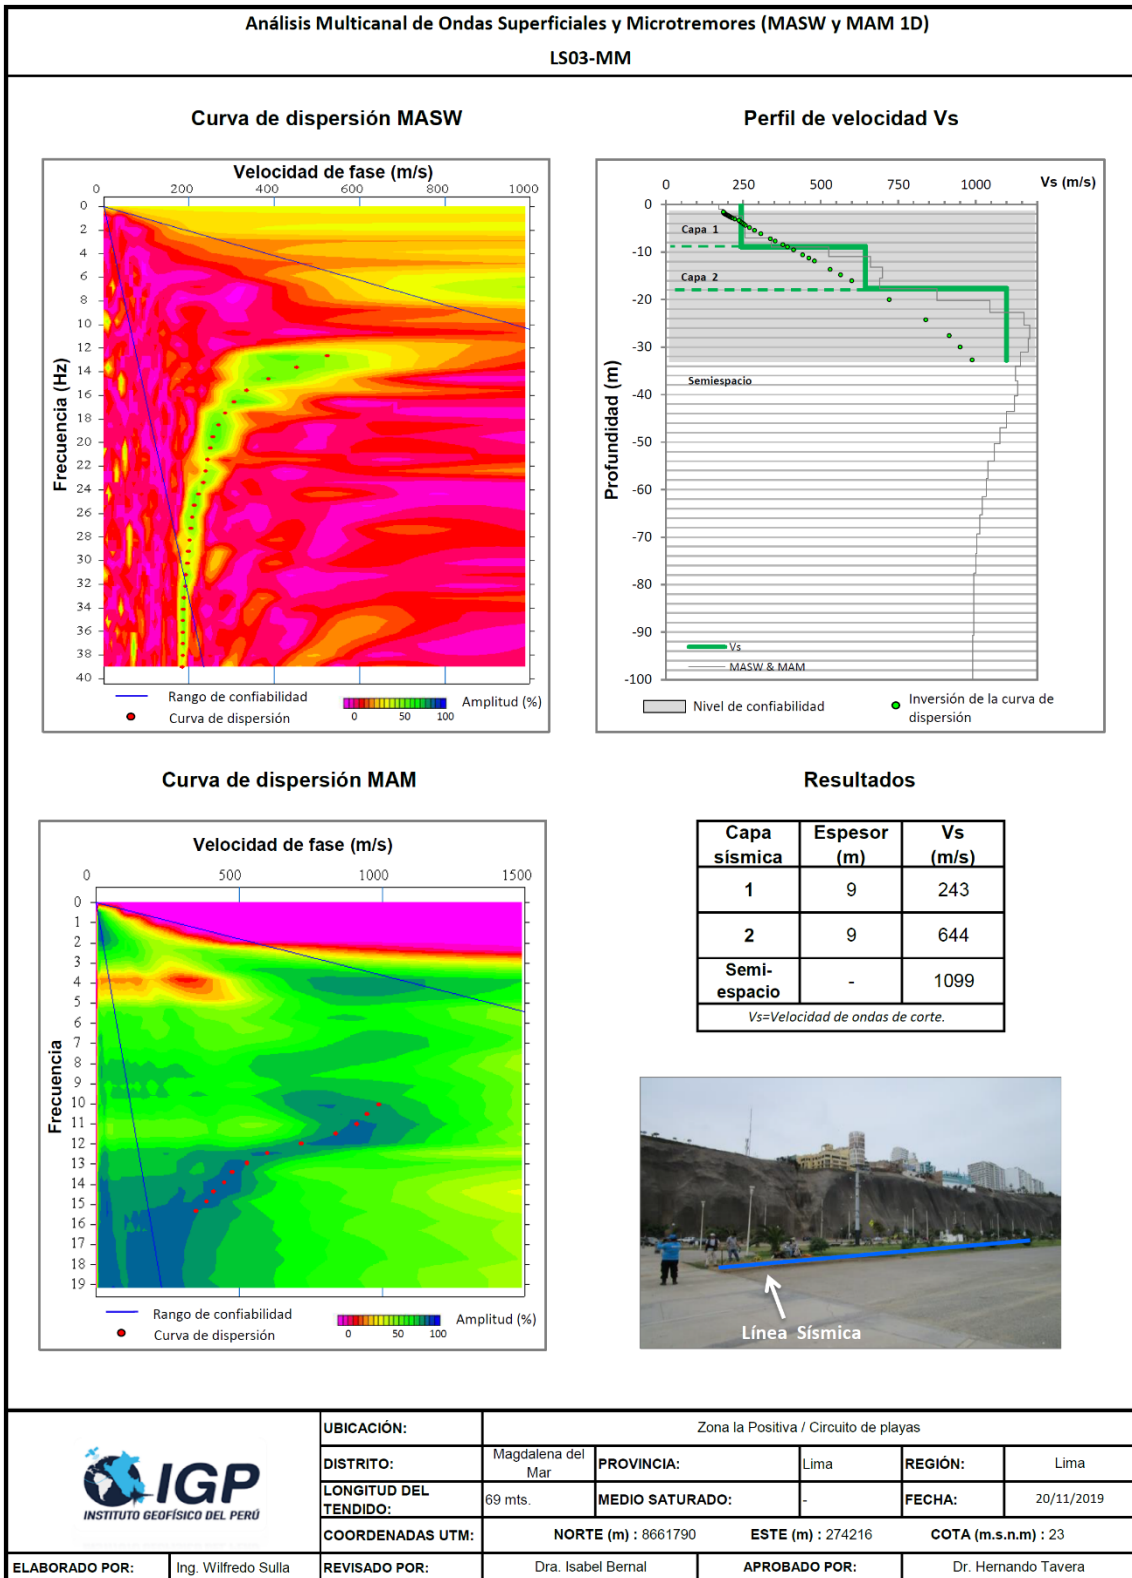 Análisis Multicanal de Ondas Superficiales y Microtremores (MASW y MAM 1D)
LS03-MM
Curva de dispersión MASW
Velocidad de fase (m/s)
0 200 400 600 800 1000
0
2
4
6
8
10
12
14
16
18
20
22
24
26
28
30
32
34
36
38
40
Frecuencia (Hz)
Rango de confiabilidad
Curva de dispersión
0 50 100
Amplitud (%)
Perfil de velocidad Vs
0 250 500 750 1000 Vs (m/s)
0
-10
-20
-30
-40
-50
-60
-70
-80
-90
-100
Profundidad (m)
Capa 1
Capa 2
Semiespacio
Vs
MASW & MAM
Nivel de confiabilidad
Inversión de la curva de
dispersión
Curva de dispersión MAM
Velocidad de fase (m/s)
0 500 1000 1500
0
1
2
3
4
5
6
7
8
9
10
11
12
13
14
15
16
17
18
19
Frecuencia
Rango de confiabilidad
Curva de dispersión
0 50 100
Amplitud (%)
Resultados
Capa sísmica Espesor (m) Vs (m/s)
1 9 243
2 9 644
Semi-espacio - 1099
Vs=Velocidad de ondas de corte.
Línea Sísmica
IGP
INSTITUTO GEOFÍSICO DEL PERÚ
UBICACIÓN: Zona la Positiva / Circuito de playas
DISTRITO: Magdalena del Mar PROVINCIA: Lima REGIÓN: Lima
LONGITUD DEL TENDIDO: 69 mts. MEDIO SATURADO: - FECHA: 20/11/2019
COORDENADAS UTM: NORTE (m) : 8661790 ESTE (m) : 274216 COTA (m.s.n.m) : 23
ELABORADO POR: Ing. Wilfredo Sulla REVISADO POR: Dra. Isabel Bernal APROBADO POR: Dr. Hernando Tavera